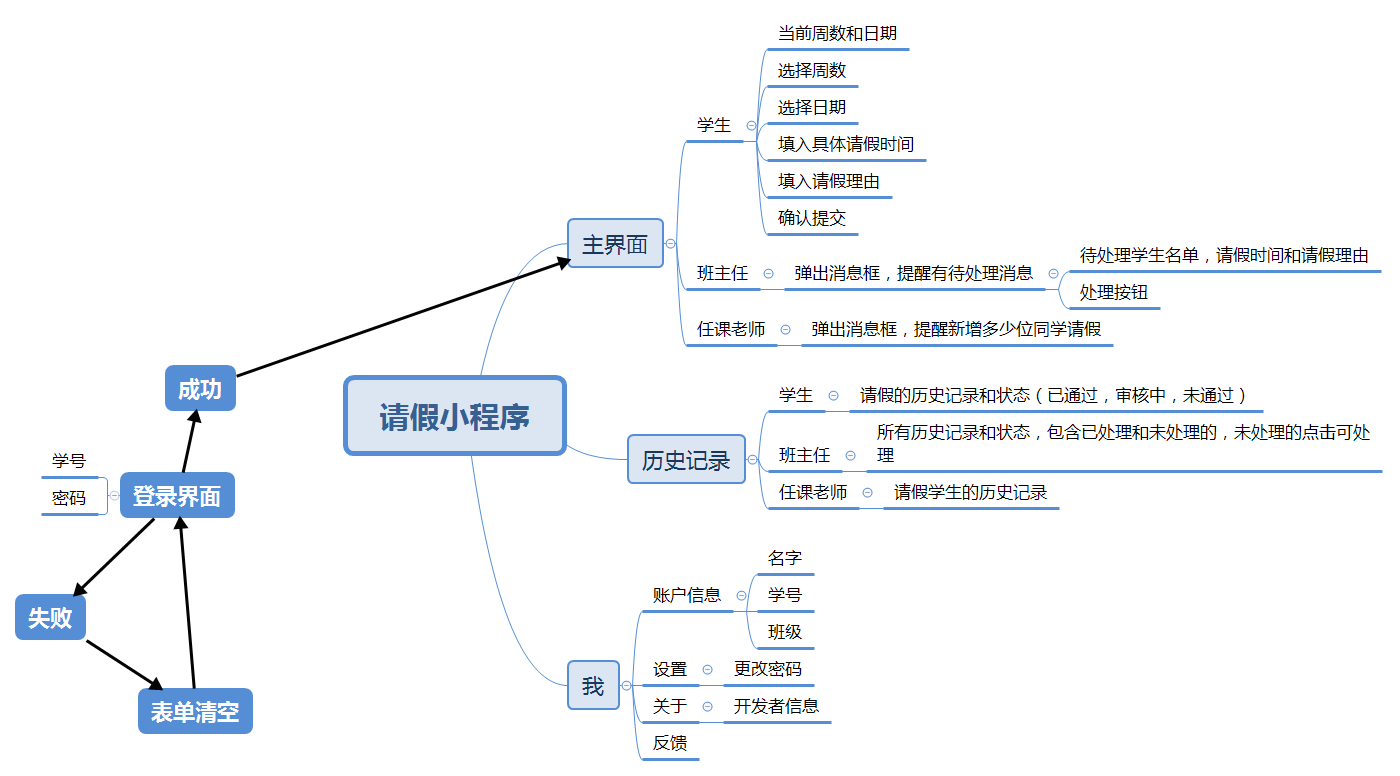 请假小程序
主界面
学生
当前周数和日期
选择周数
选择日期
填入具体请假时间
填入请假理由
确认提交
班主任
弹出消息框，提醒有待处理消息
待处理学生名单，请假时间和请假理由
处理按钮
任课老师
弹出消息框，提醒新增多少位同学请假
历史记录
学生
请假的历史记录和状态（已通过，审核中，未通过）
班主任
所有历史记录和状态，包含已处理和未处理的，未处理的点击可处
理
任课老师
请假学生的历史记录
我
账户信息
名字
学号
班级
设置
更改密码
关于
开发者信息
反馈
成功
登录界面
学号
密码
失败
表单清空